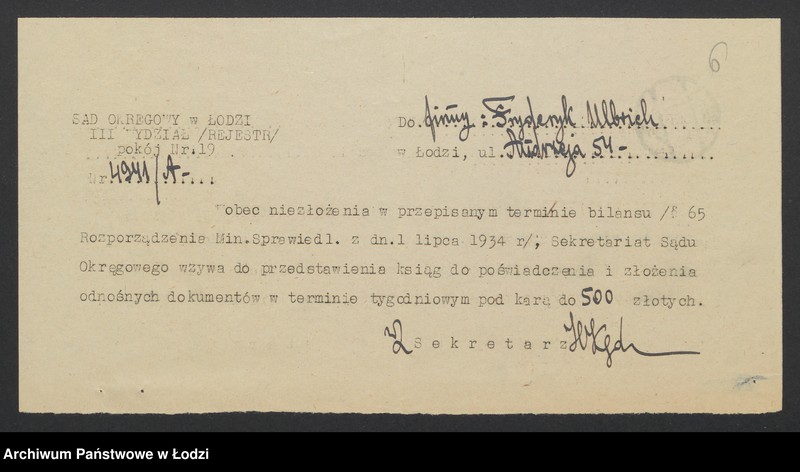 6
SĄD OKRĘGOWY w ŁODZI
III WYDZIAŁ /REJESTR/
pokój Nr.19
Nr. 4941/A-
Do firmy: Fryderyk Ulbrich
w Łodzi, ul. Andrzeja 54-
Wobec niezłożenia w przepisanym terminie bilansu /§ 65
Rozporządzenia Min.Sprawiedl. z dn.1 lipca 1934 r/, Sekretariat Sądu
Okręgowego wzywa do przedstawienia ksiąg do poświadczenia i złożenia
odnośnych dokumentów w terminie tygodniowym pod karą do 500 złotych.
Sekretarz
Archiwum Państwowe w Łodzi